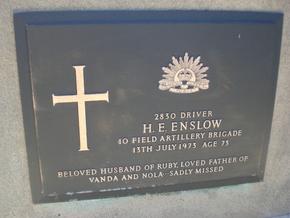 2830 DRIVER
H. E. ENSLOW
10 FIELD ARTILLERY BRIGADE
13TH JULY 1973 AGE 75
BELOVED HUSBAND OF RUBY, LOVED FATHER OF
VANDA AND NOLA - SADLY MISSED